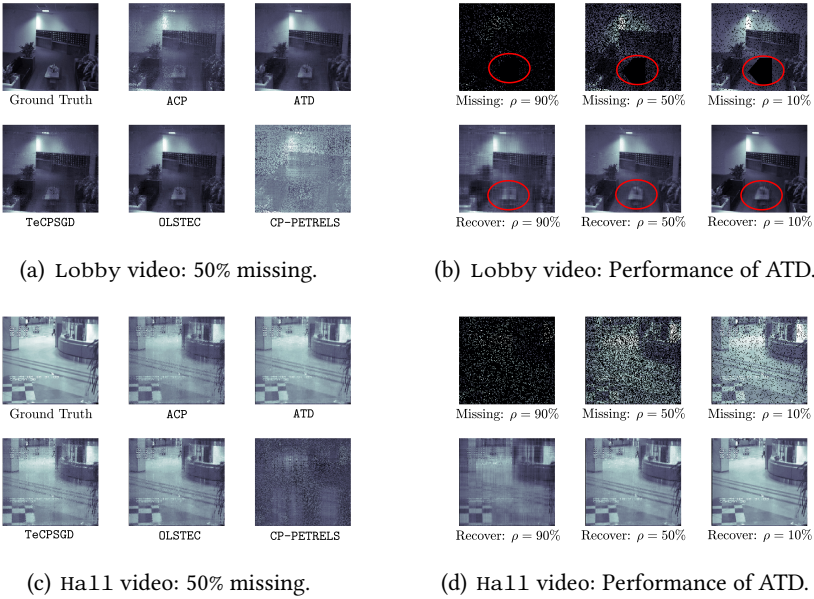 Ground Truth
ACP
ATD
TeCPSGD
OLSTEC
CP-PETRELS
(a) Lobby video: 50% missing.
Missing: ρ = 90%
Missing: ρ = 50%
Missing: ρ = 10%
Recover: ρ = 90%
Recover: ρ = 50%
Recover: ρ = 10%
(b) Lobby video: Performance of ATD.
Ground Truth
ACP
ATD
TeCPSGD
OLSTEC
CP-PETRELS
(c) Hall video: 50% missing.
Missing: ρ = 90%
Missing: ρ = 50%
Missing: ρ = 10%
Recover: ρ = 90%
Recover: ρ = 50%
Recover: ρ = 10%
(d) Hall video: Performance of ATD.